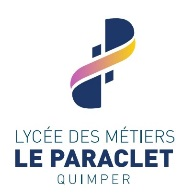 LYCÉE DES MÉTIERS
LE PARACLET
QUIMPER